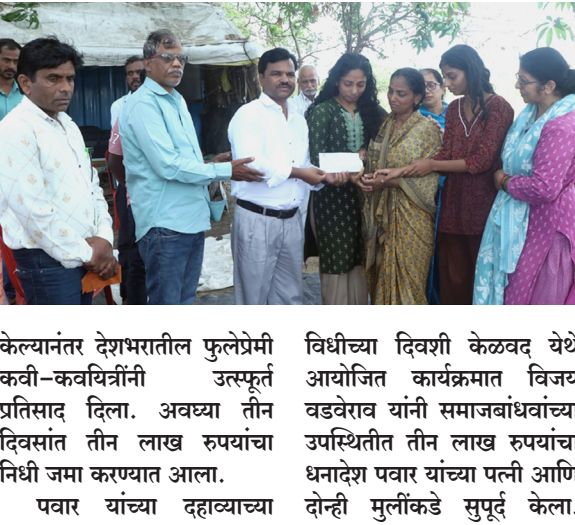 केल्यानंतर देशभरातील फुलेप्रेमी
कवी-कवयित्रींनी उत्स्फूर्त
प्रतिसाद दिला. अवघ्या तीन
दिवसांत तीन लाख रुपयांचा
निधी जमा करण्यात आला.
पवार यांच्या दहाव्याच्या
विधीच्या दिवशी केळवद येथे
आयोजित कार्यक्रमात विजय
वडवेराव यांनी समाजबांधवांच्या
उपस्थितीत तीन लाख रुपयांचा
धनादेश पवार यांच्या पत्नी आणि
दोन्ही मुलींकडे सुपूर्द केला.